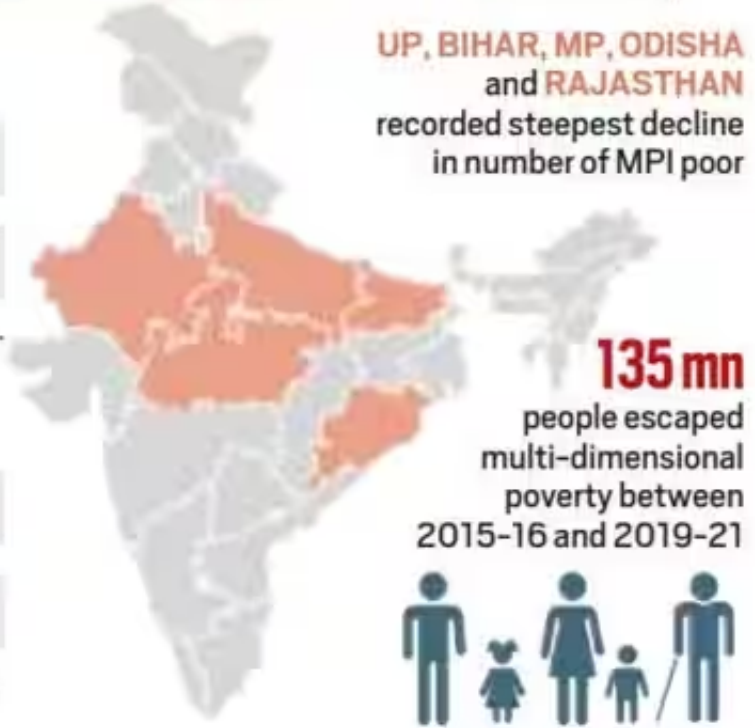 UP, BIHAR, MP, ODISHA
and RAJASTHAN
recorded steepest decline
in number of MPI poor
135 mn
people escaped
multi-dimensional
poverty between
2015-16 and 2019-21